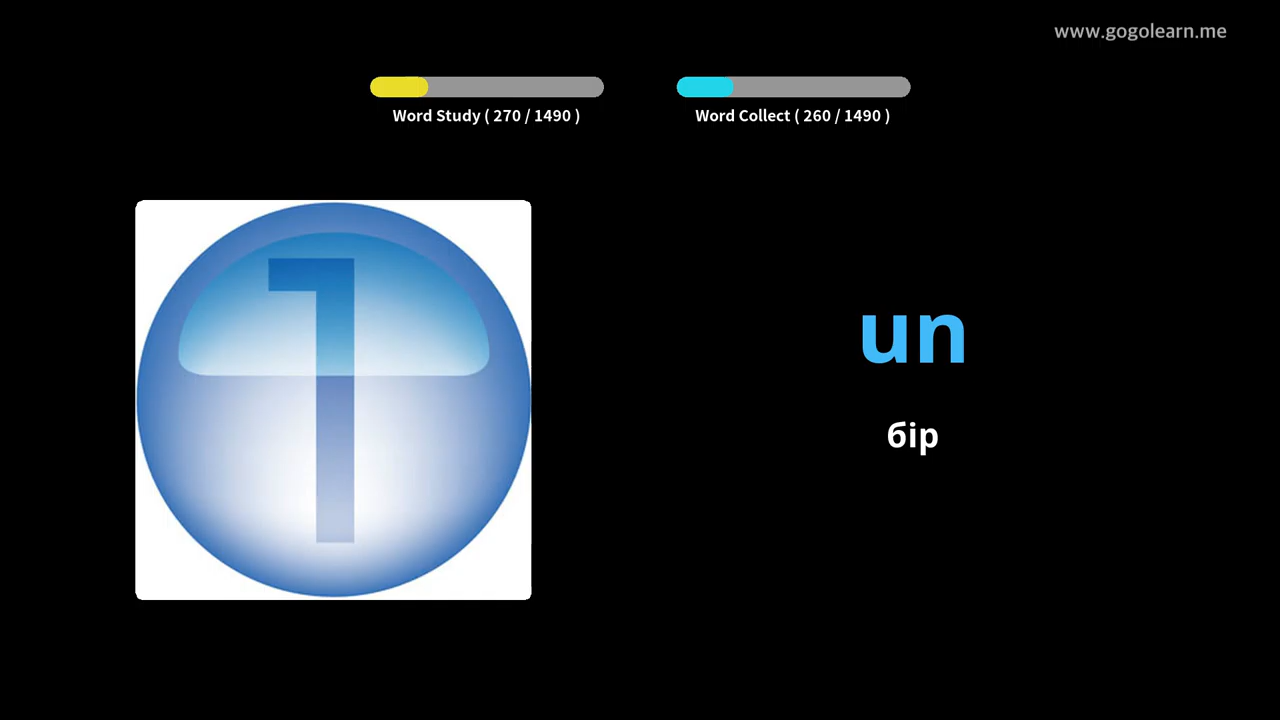 www.gogolearn.me
Word Study ( 270 / 1490 )
Word Collect ( 260 / 1490 )
1
un
бір